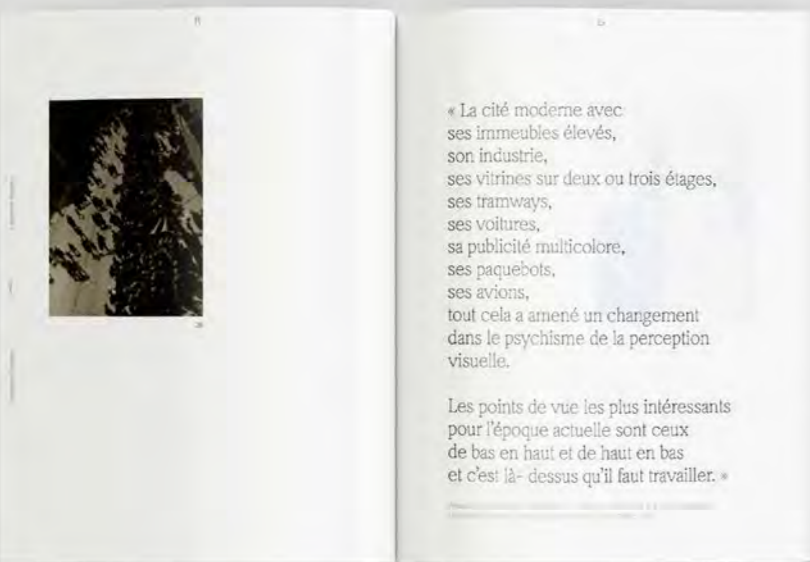 « La cité moderne avec
ses immeubles élevés,
son industrie,
ses vitrines sur deux ou trois étages,
ses tramways,
ses voitures,
sa publicité multicolore,
ses paquebots,
ses avions,
tout cela a amené un changement
dans le psychisme de la perception
visuelle.
Les points de vue les plus intéressants
pour l'époque actuelle sont ceux
de bas en haut et de haut en bas
et c'est là- dessus qu'il faut travailler. »